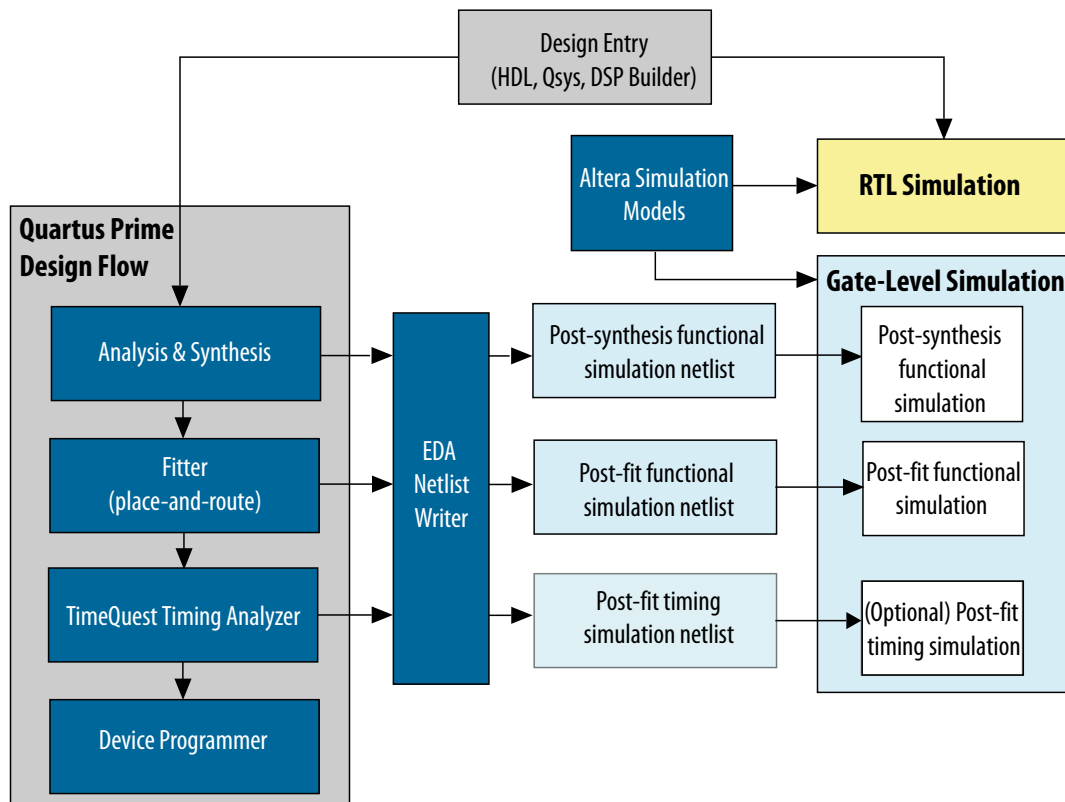 Design Entry
(HDL, Qsys, DSP Builder)
Altera Simulation
Models
RTL Simulation
Quartus Prime
Design Flow
Gate-Level Simulation
Analysis & Synthesis
EDA
Netlist
Writer
Post-synthesis functional
simulation netlist
Post-synthesis
functional
simulation
Fitter
(place-and-route)
Post-fit functional
simulation netlist
Post-fit functional
simulation
TimeQuest Timing Analyzer
Post-fit timing
simulation netlist
(Optional) Post-fit
timing simulation
Device Programmer